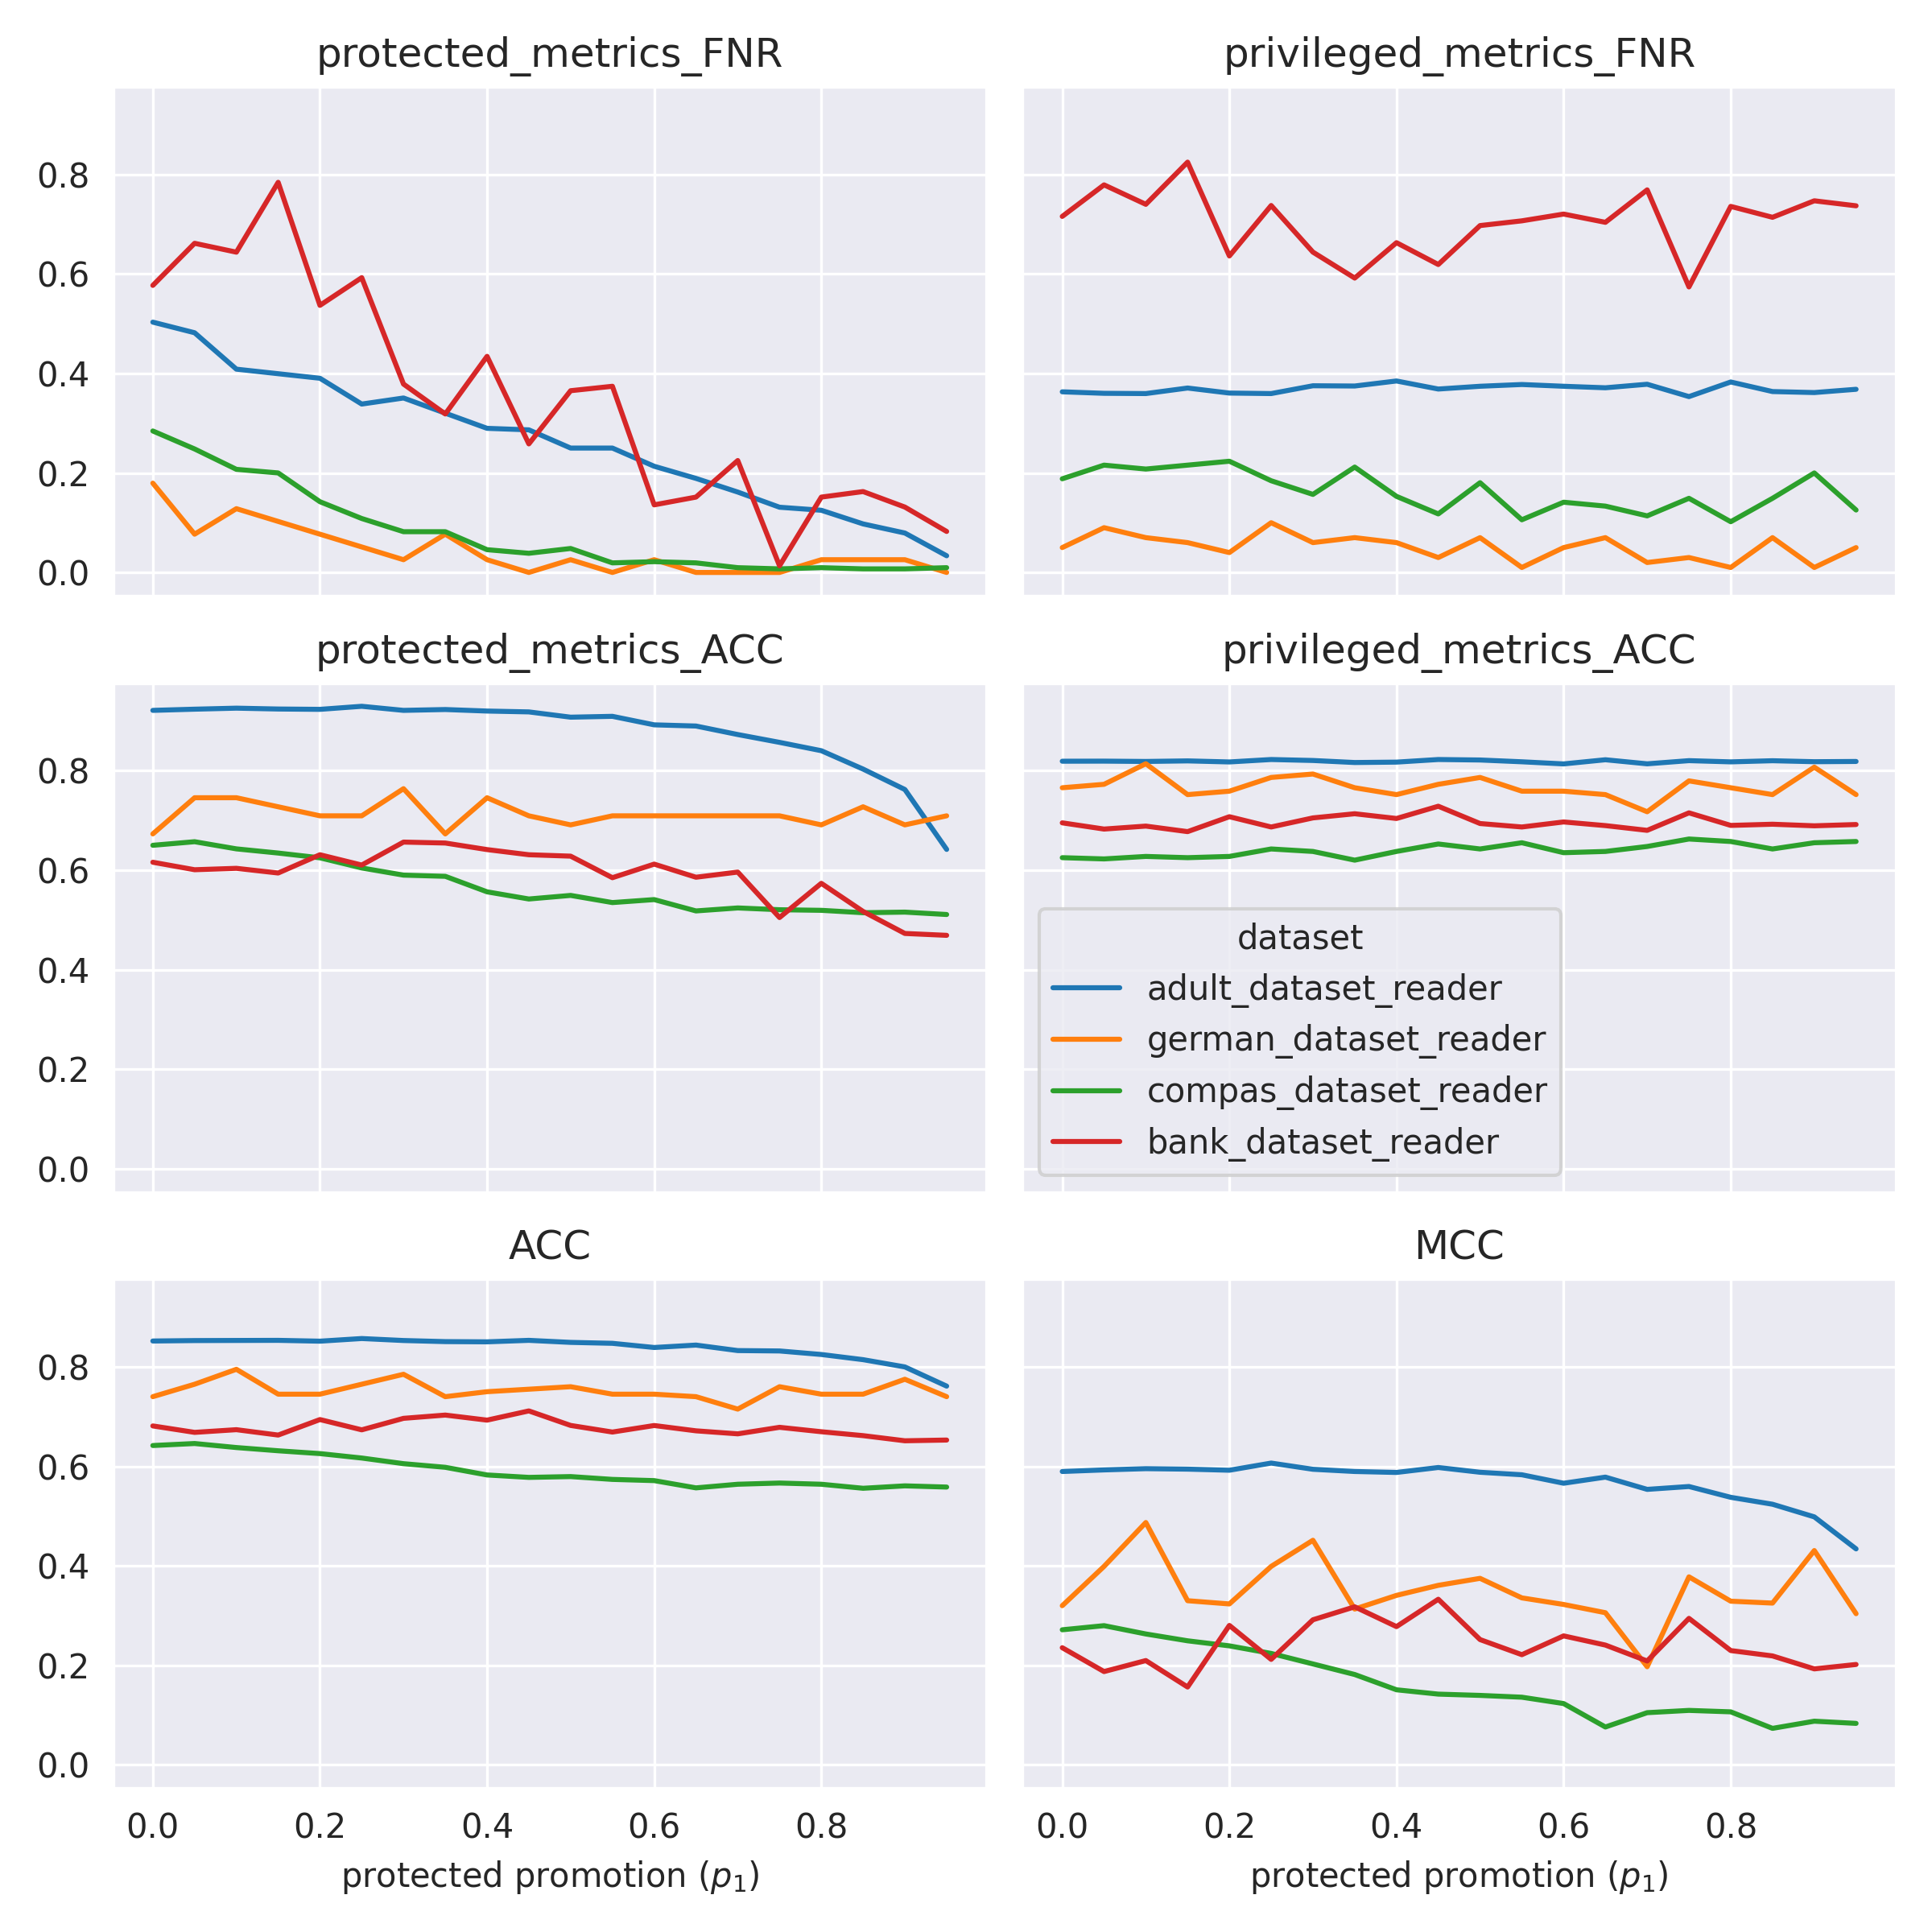 protected_metrics_FNR
privileged_metrics_FNR
0.8
0.6
0.4
0.2
0.0
protected_metrics_ACC
privileged_metrics_ACC
0.8
0.6
0.4
0.2
0.0
dataset
adult_dataset_reader
german_dataset_reader
compas_dataset_reader
bank_dataset_reader
ACC
MCC
0.8
0.6
0.4
0.2
0.0
0.0 0.2 0.4 0.6 0.8
0.0 0.2 0.4 0.6 0.8
protected promotion (p₁)
protected promotion (p₁)